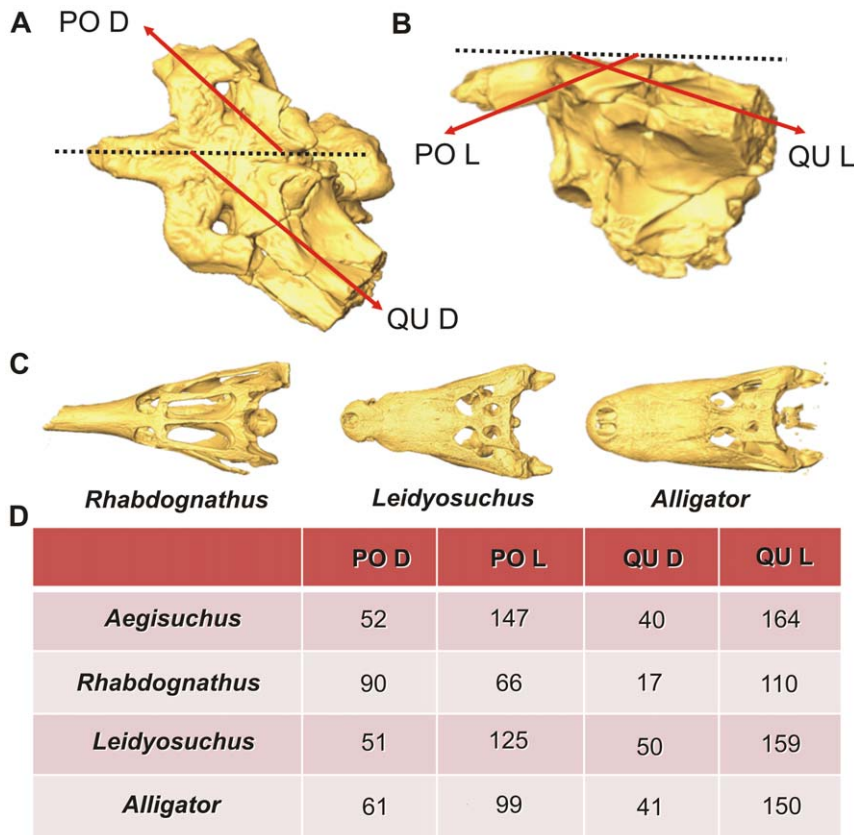 A
PO D
QU D
B
PO L
QU L
C
Rhabdognathus Leidyosuchus Alligator
D
PO D PO L QU D QU L
Aegisuchus 52 147 40 164
Rhabdognathus 90 66 17 110
Leidyosuchus 51 125 50 159
Alligator 61 99 41 150